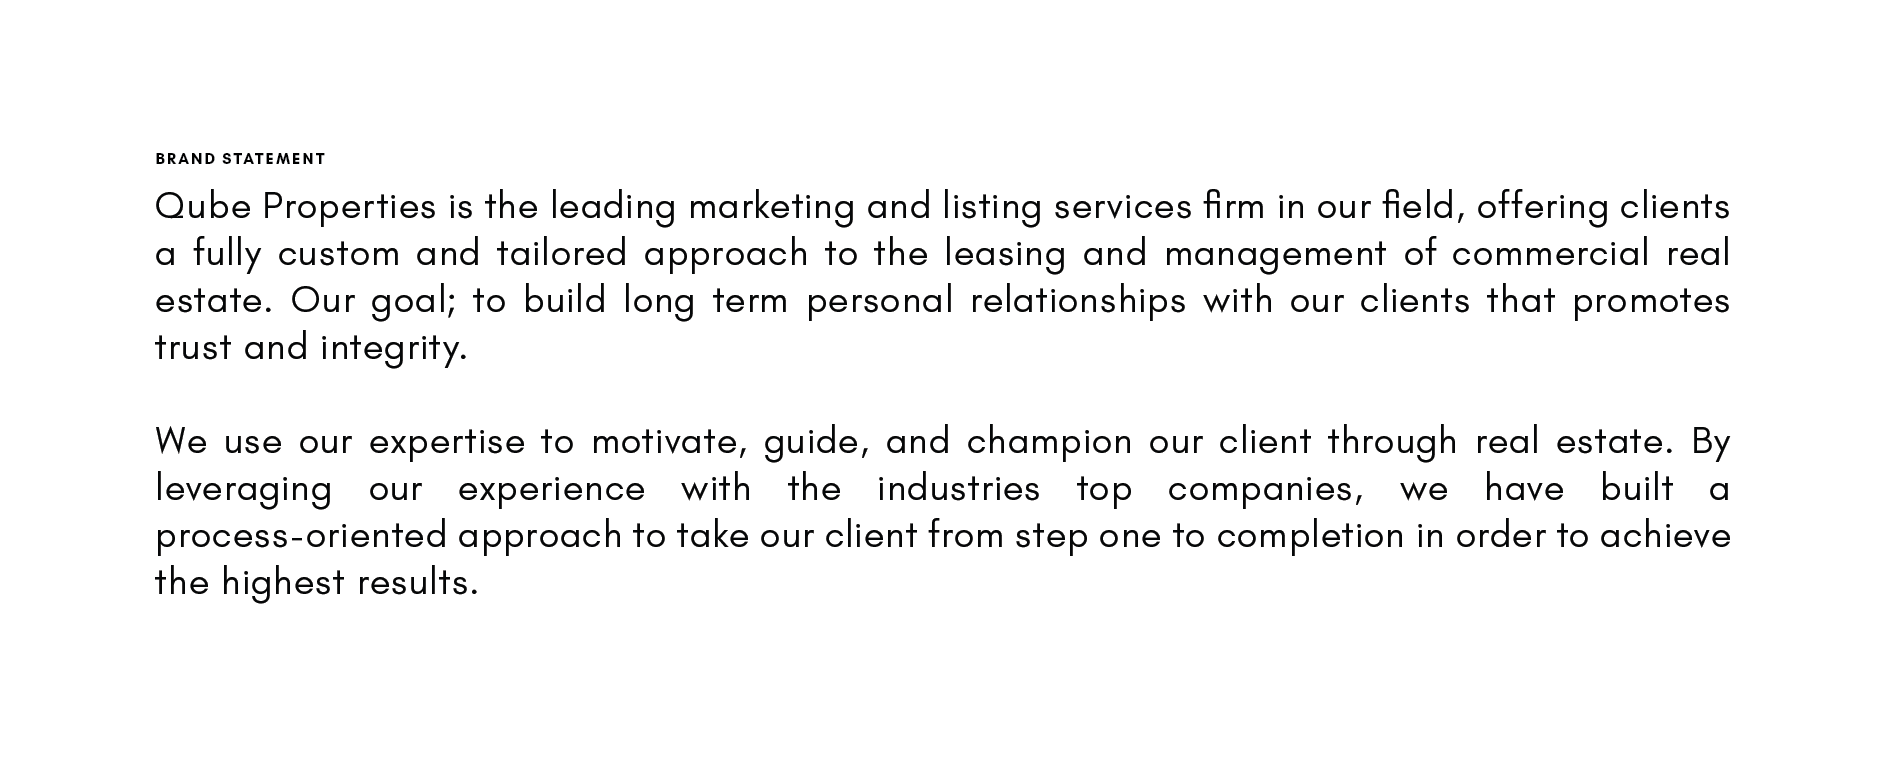 BRAND STATEMENT
Qube Properties is the leading marketing and listing services firm in our field, offering clients
a fully custom and tailored approach to the leasing and management of commercial real
estate. Our goal; to build long term personal relationships with our clients that promotes
trust and integrity.
We use our expertise to motivate, guide, and champion our client through real estate. By
leveraging our experience with the industries top companies, we have built a
process-oriented approach to take our client from step one to completion in order to achieve
the highest results.